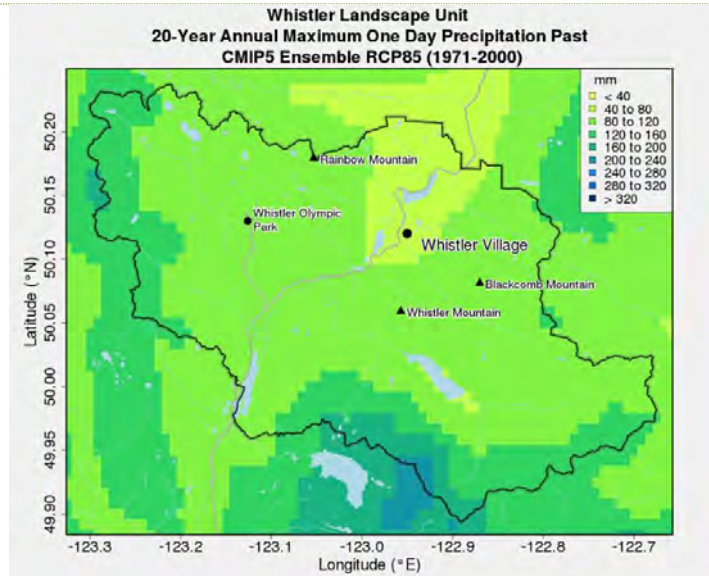 Whistler Landscape Unit
20-Year Annual Maximum One Day Precipitation Past
CMIP5 Ensemble RCP85 (1971-2000)
mm
< 40
40 to 80
80 to 120
120 to 160
160 to 200
200 to 240
240 to 280
280 to 320
> 320
Rainbow Mountain
Whistler Olympic
Park
Whistler Village
Blackcomb Mountain
Whistler Mountain
Latitude (°N)
50.20
50.15
50.10
50.05
50.00
49.95
49.90
-123.3 -123.2 -123.1 -123.0 -122.9 -122.8 -122.7
Longitude (°E)